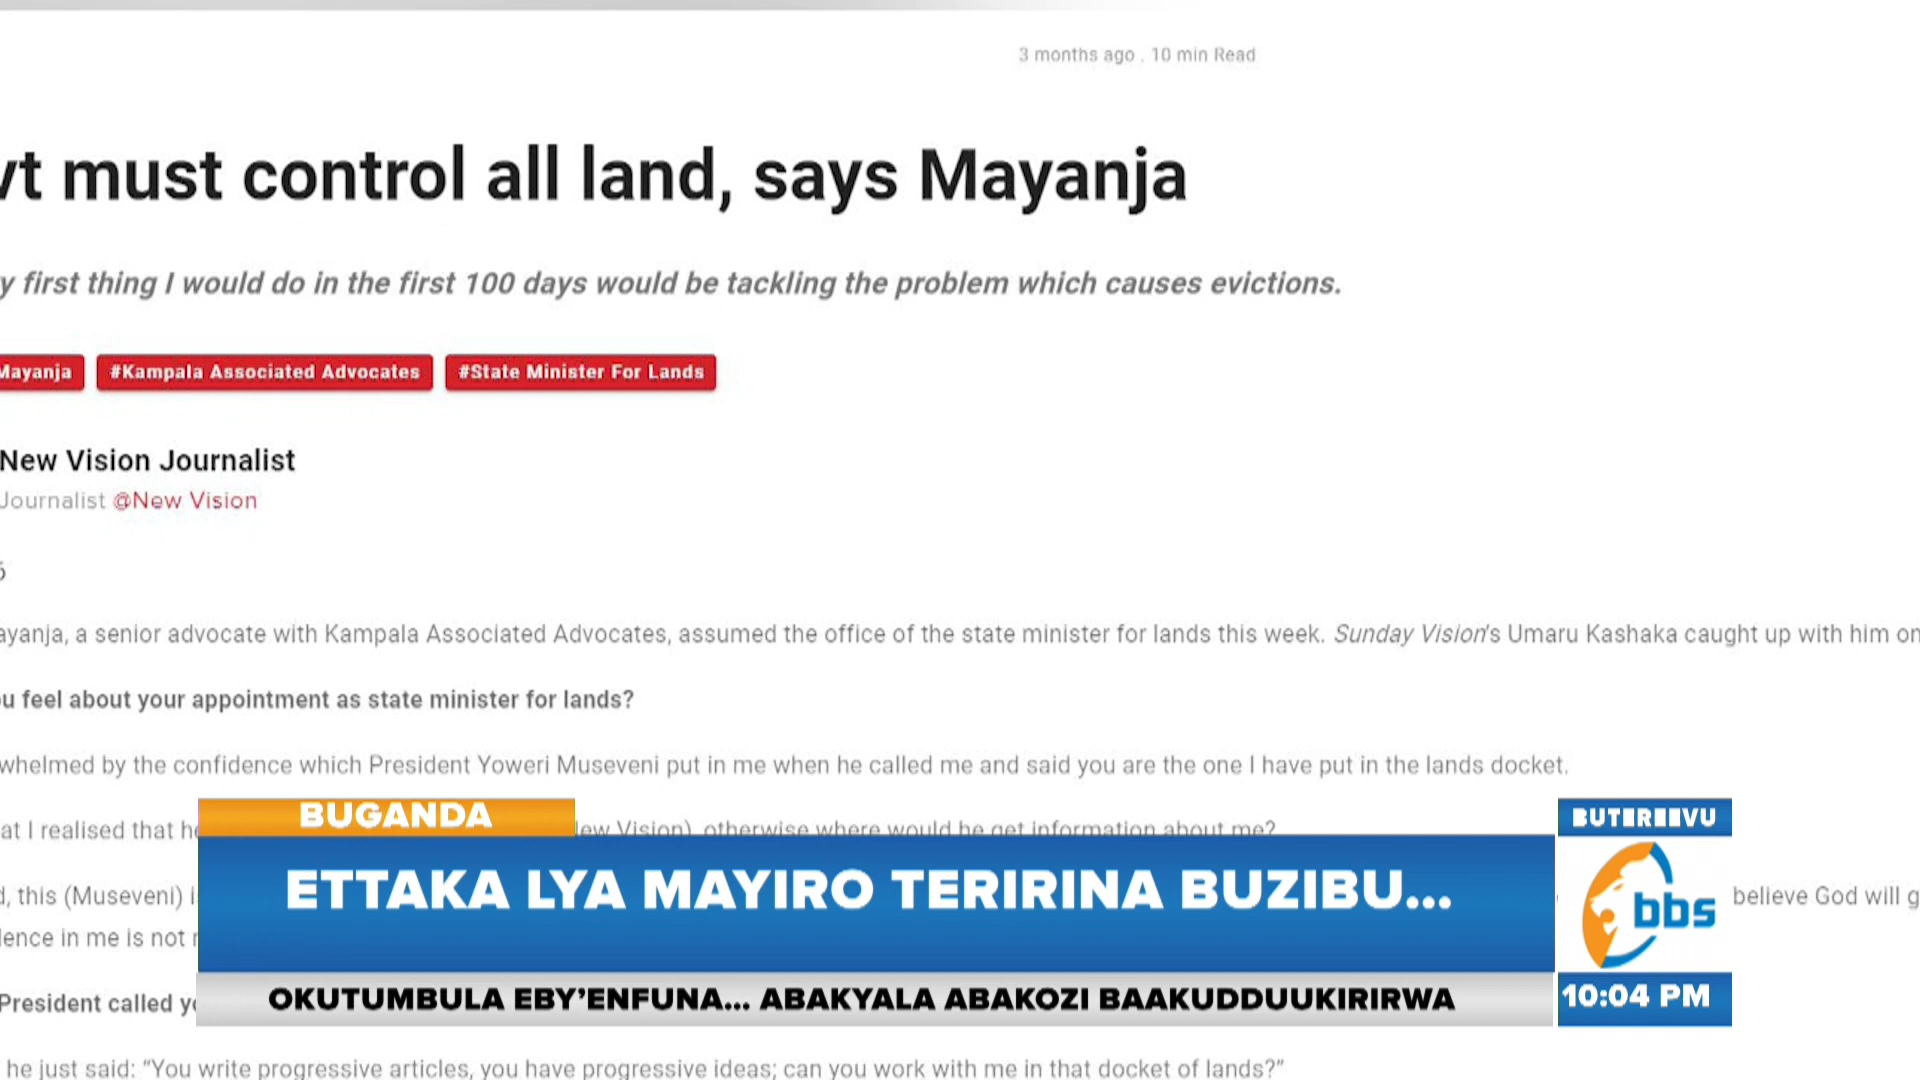 3 months ago . 10 min Read
must control all land, says Mayanja
first thing I would do in the first 100 days would be tackling the problem which causes evictions.
Mayanja #Kampala Associated Advocates #State Minister For Lands
New Vision Journalist
Journalist @New Vision
a senior advocate with Kampala Associated Advocates, assumed the office of the state minister for lands this week. Sunday Vision's Umaru Kashaka caught up with him on
feel about your appointment as state minister for lands?
by the confidence which President Yoweri Museveni put in me when he called me and said you are the one I have put in the lands docket.
BUGANDA
BUTEREEVU
at I realised that Vision), otherwise where would he get information about me?
ETTAKA LYA MAYIRO TERIRINA BUZIBU...
this (Museveni) believe God will
bbs
in me is not
President called
OKUTUMBULA EBY'ENFUNA... ABAKYALA ABAKOZI BAAKUDDUUKIRIRWA
10:04 PM
he just said: “You write progressive articles, you have progressive ideas; can you work with me in that docket of lands?”